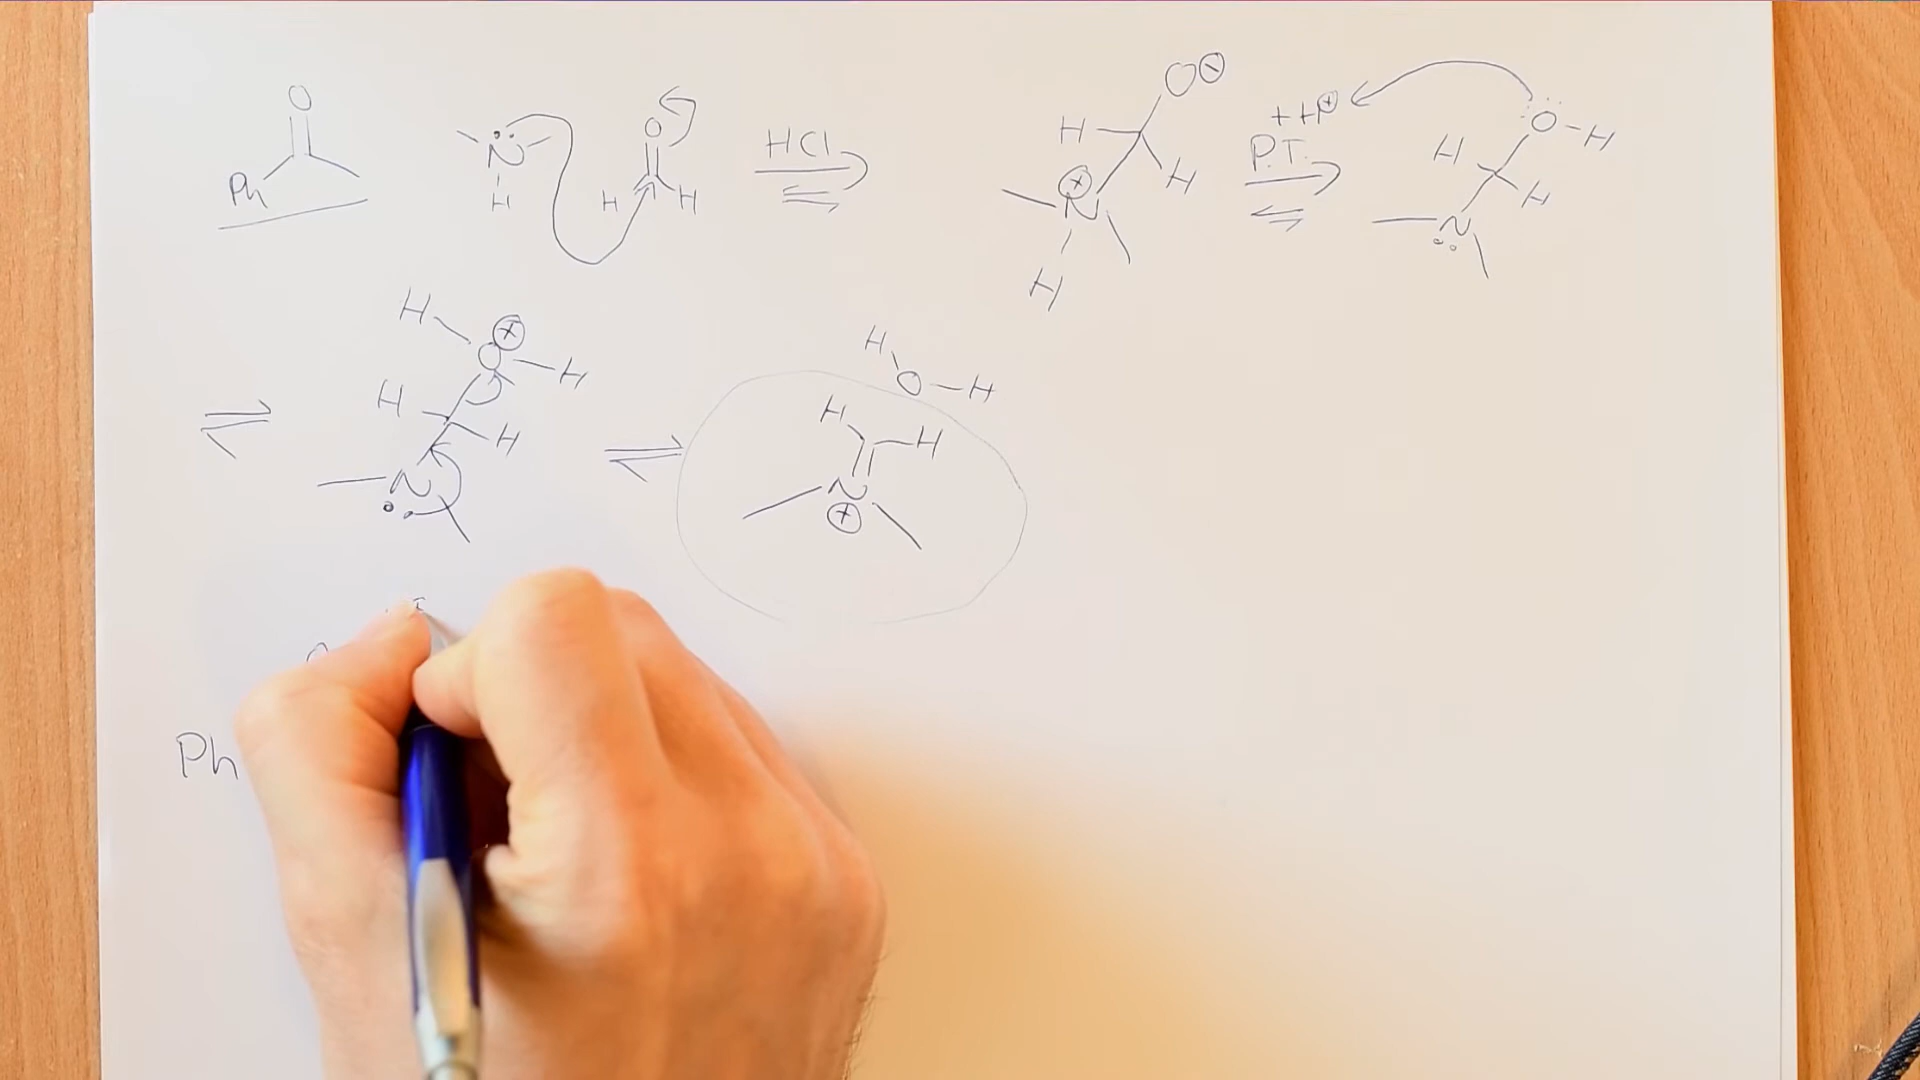 O N O HCl O⊖ ++H⊕ O-H
Ph H H H H H P.T. H H
⊕ N H N
H
H O⊕ H H O H
H H H H
N N
⊕
Ph